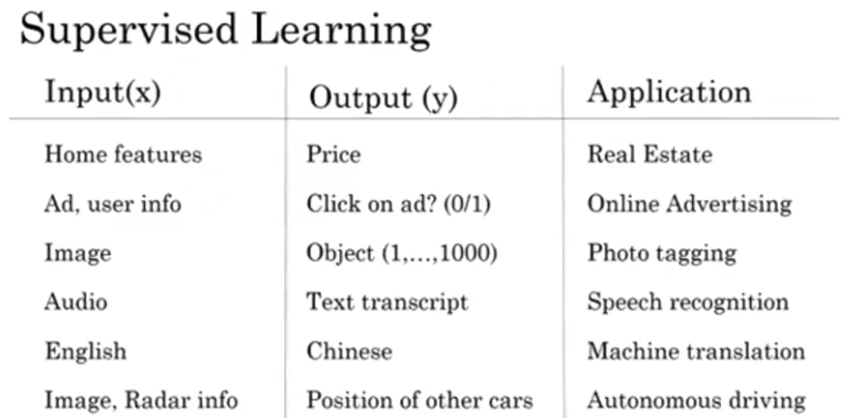 Supervised Learning
Input(x) Output (y) Application
Home features Price Real Estate
Ad, user info Click on ad? (0/1) Online Advertising
Image Object (1,...,1000) Photo tagging
Audio Text transcript Speech recognition
English Chinese Machine translation
Image, Radar info Position of other cars Autonomous driving